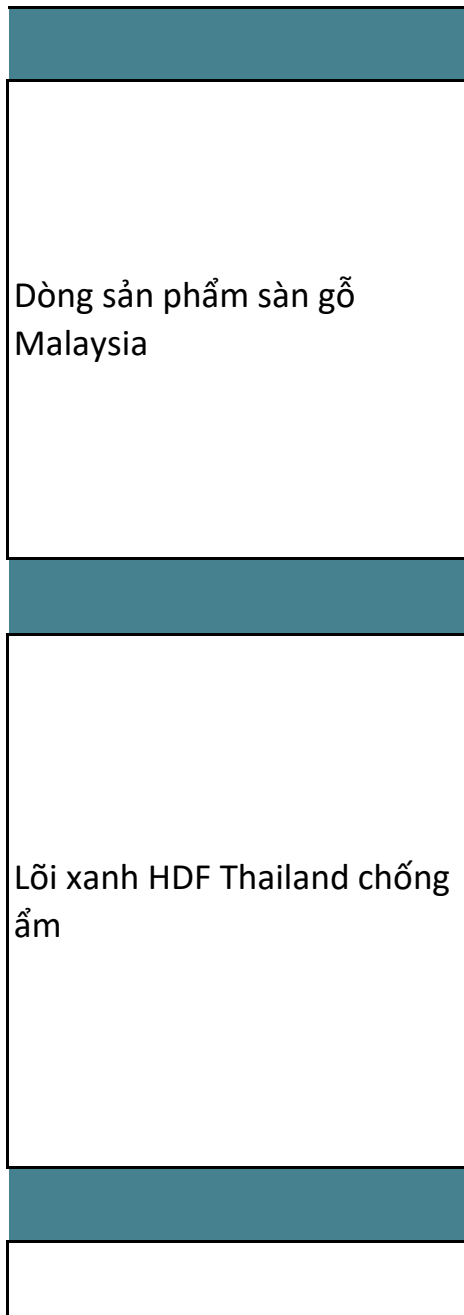 Dòng sản phẩm sàn gỗ
Malaysia
Lõi xanh HDF Thailand chống
ẩm